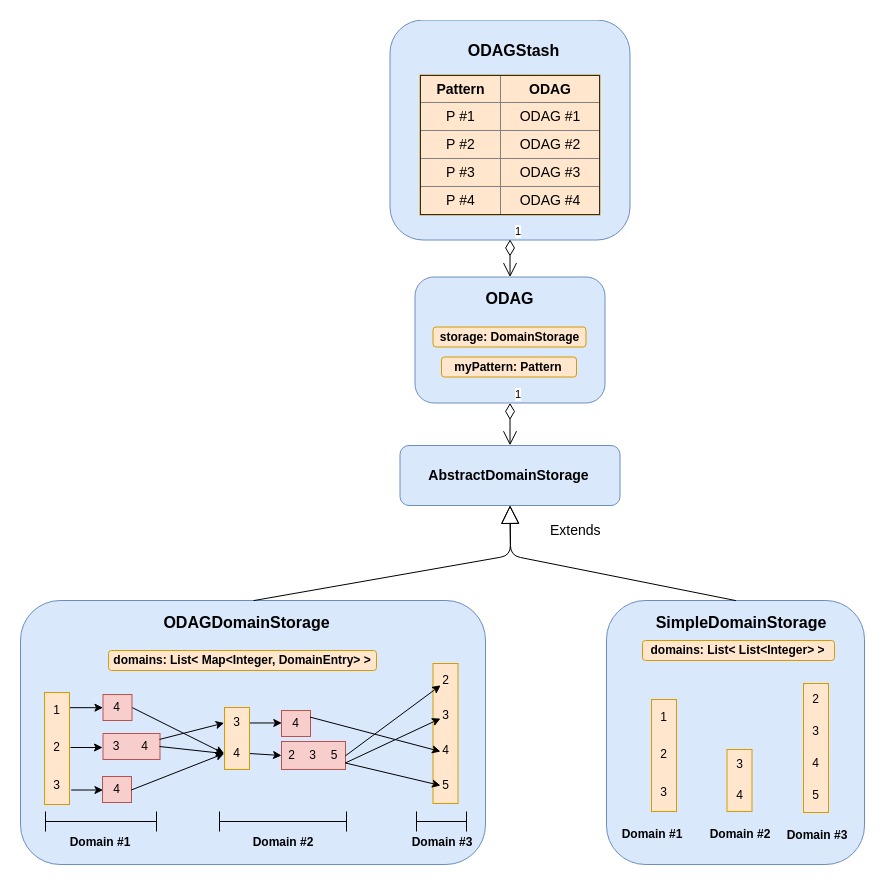 ODAGStash
Pattern ODAG
P #1 ODAG #1
P #2 ODAG #2
P #3 ODAG #3
P #4 ODAG #4
1
ODAG
storage: DomainStorage
myPattern: Pattern
1
AbstractDomainStorage
Extends
ODAGDomainStorage
domains: List< Map<Integer, DomainEntry> >
1
2
3
4
3 4
4
3
4
4
2 3 5
2
3
4
5
Domain #1
Domain #2
Domain #3
SimpleDomainStorage
domains: List< List<Integer> >
1
2
3
3
4
2
3
4
5
Domain #1
Domain #2
Domain #3